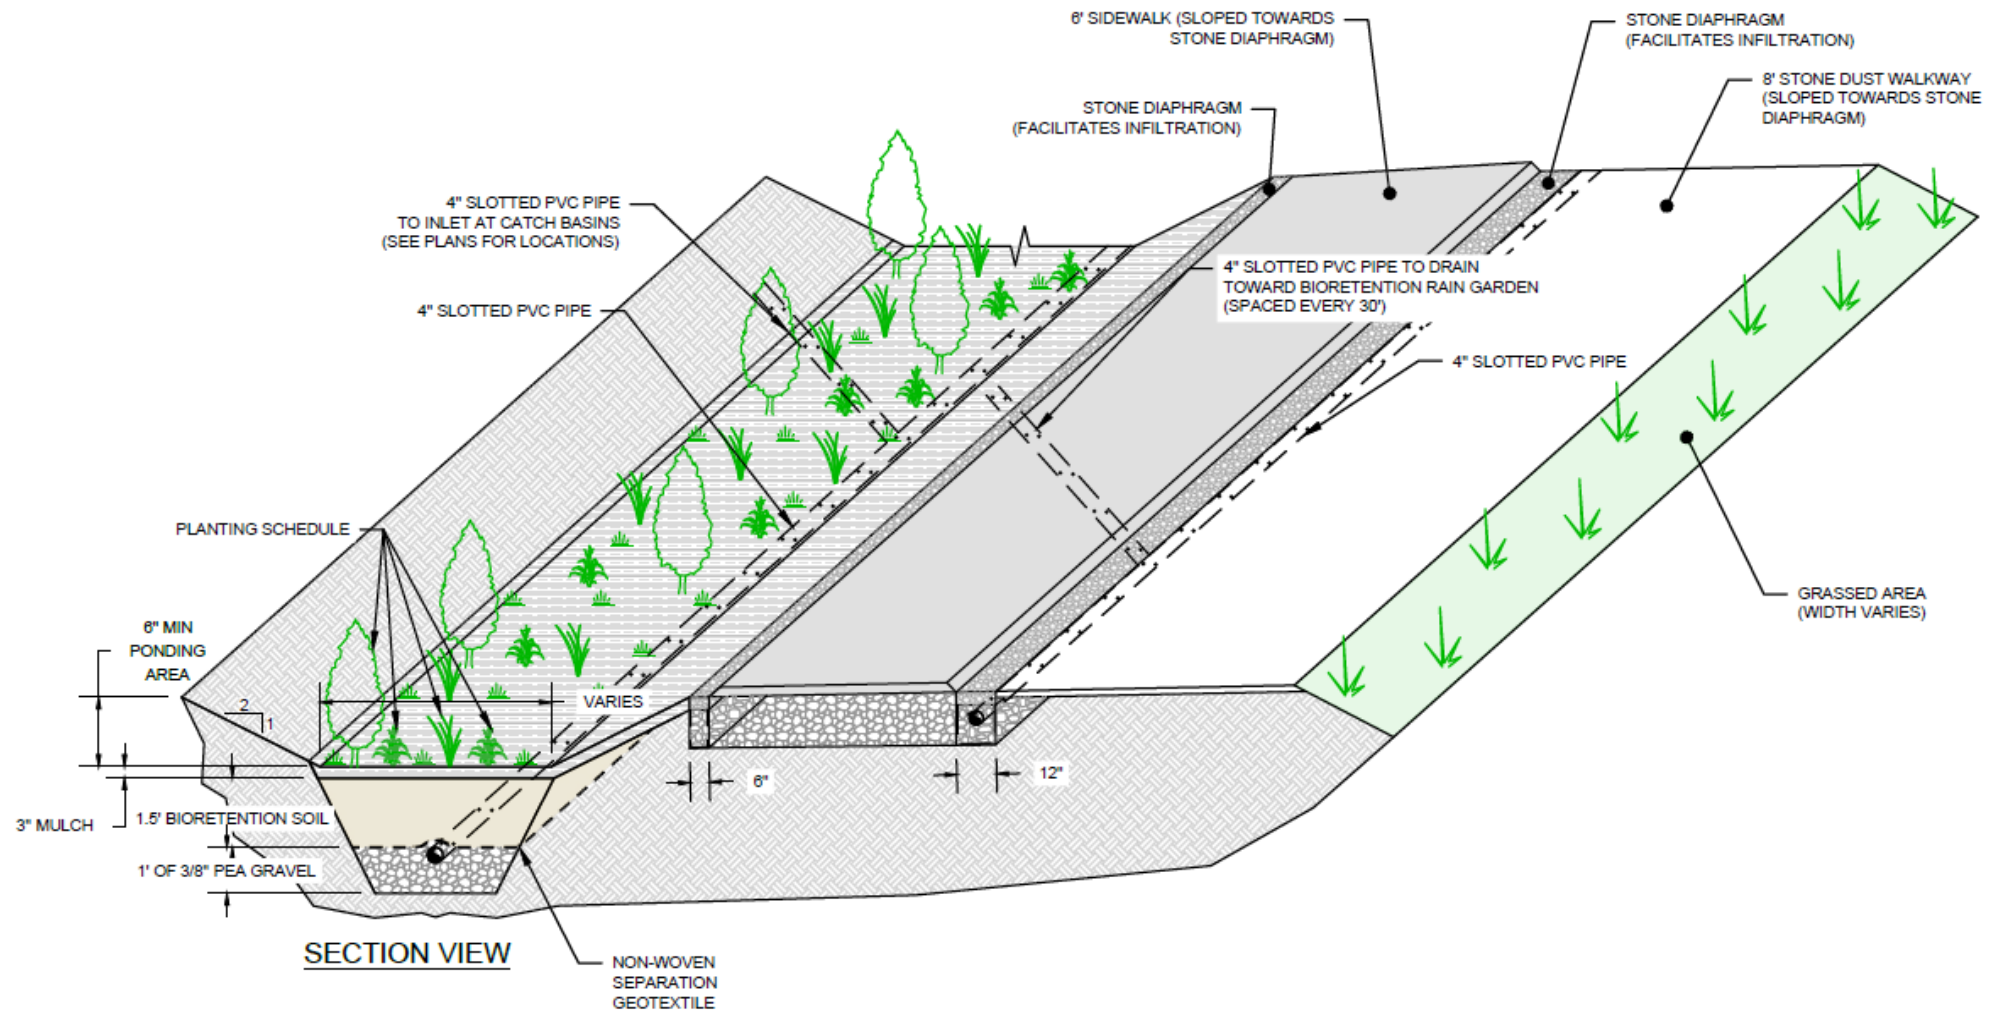 6' SIDEWALK (SLOPED TOWARDS
STONE DIAPHRAGM)
STONE DIAPHRAGM
(FACILITATES INFILTRATION)
8' STONE DUST WALKWAY
(SLOPED TOWARDS STONE
DIAPHRAGM)
STONE DIAPHRAGM
(FACILITATES INFILTRATION)
4" SLOTTED PVC PIPE
TO INLET AT CATCH BASINS
(SEE PLANS FOR LOCATIONS)
4" SLOTTED PVC PIPE TO DRAIN
TOWARD BIORETENTION RAIN GARDEN
(SPACED EVERY 30')
4" SLOTTED PVC PIPE
4" SLOTTED PVC PIPE
PLANTING SCHEDULE
GRASSED AREA
(WIDTH VARIES)
6" MIN
PONDING
AREA
2
1
VARIES
6"
12"
3" MULCH
1.5' BIORETENTION SOIL
1' OF 3/8" PEA GRAVEL
SECTION VIEW
NON-WOVEN
SEPARATION
GEOTEXTILE